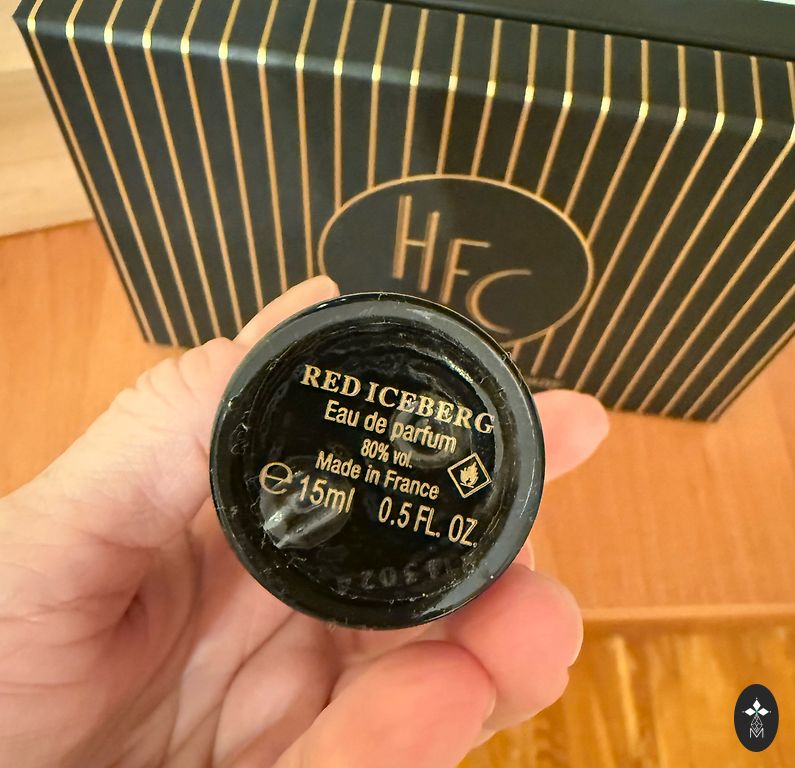 HFC
RED ICEBERG
Eau de parfum
80% vol.
Made in France
℮ 15ml 0.5 FL. OZ.